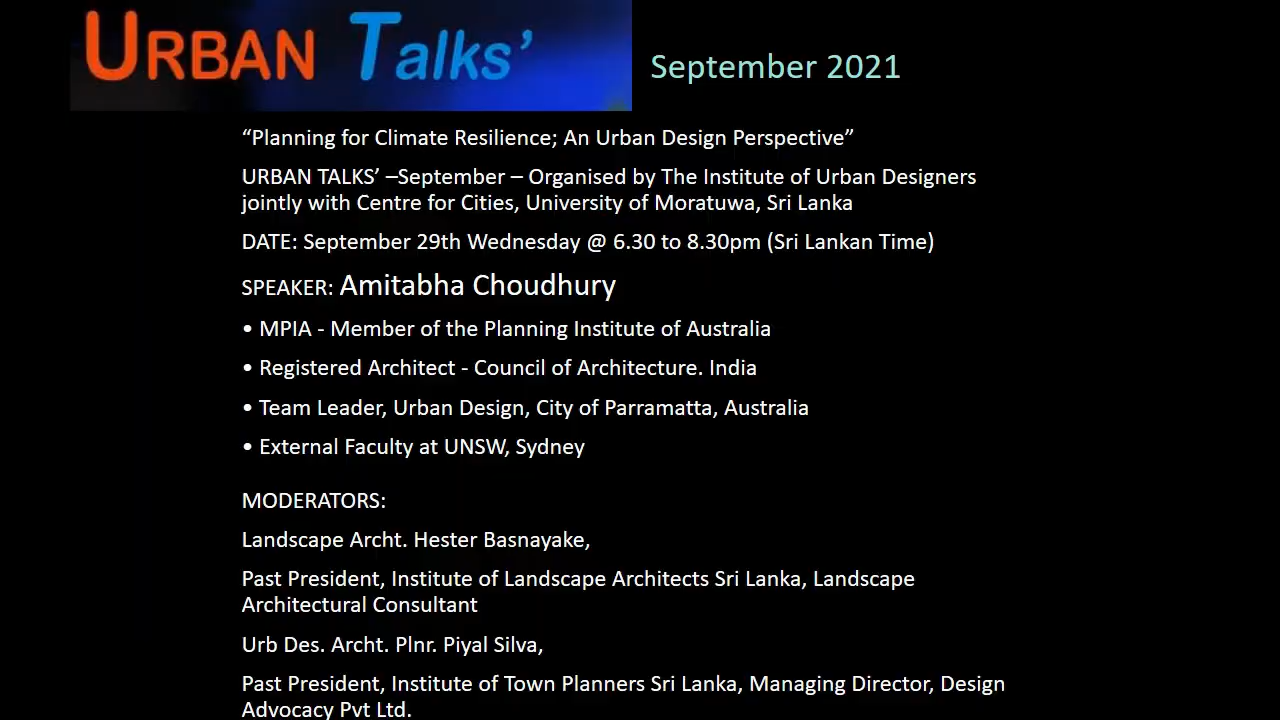 URBAN Talks’
September 2021
“Planning for Climate Resilience; An Urban Design Perspective”
URBAN TALKS’ –September – Organised by The Institute of Urban Designers
jointly with Centre for Cities, University of Moratuwa, Sri Lanka
DATE: September 29th Wednesday @ 6.30 to 8.30pm (Sri Lankan Time)
SPEAKER: Amitabha Choudhury
• MPIA - Member of the Planning Institute of Australia
• Registered Architect - Council of Architecture. India
• Team Leader, Urban Design, City of Parramatta, Australia
• External Faculty at UNSW, Sydney
MODERATORS:
Landscape Archt. Hester Basnayake,
Past President, Institute of Landscape Architects Sri Lanka, Landscape
Architectural Consultant
Urb Des. Archt. Plnr. Piyal Silva,
Past President, Institute of Town Planners Sri Lanka, Managing Director, Design
Advocacy Pvt Ltd.